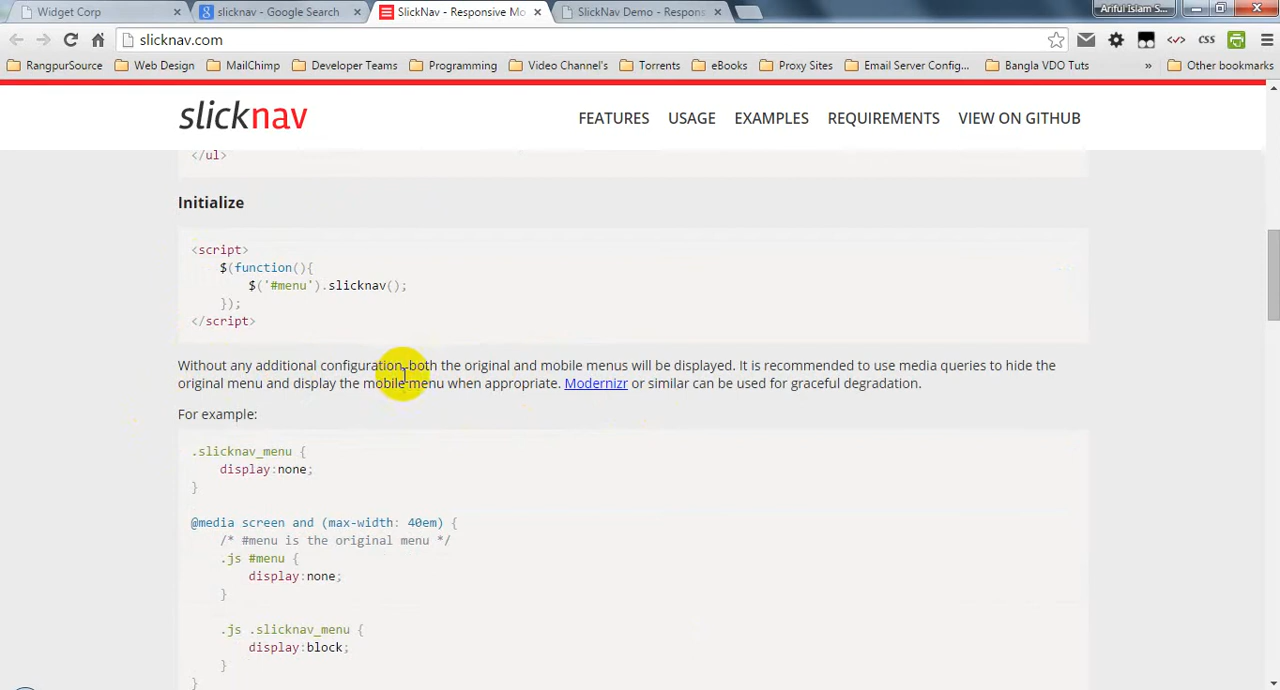 Widget Corp
slicknav - Google Search
SlickNav - Responsive Mo
SlickNav Demo - Respons
Ariful Islam S...
slicknav.com
css
RangpurSource
Web Design
MailChimp
Developer Teams
Programming
Video Channel's
Torrents
eBooks
Proxy Sites
Email Server Config...
Bangla VDO Tuts
»
Other bookmarks
slicknav
FEATURES
USAGE
EXAMPLES
REQUIREMENTS
VIEW ON GITHUB
</ul>
Initialize
<script>
$(function(){
$('#menu').slicknav();
});
</script>
Without any additional configuration, both the original and mobile menus will be displayed. It is recommended to use media queries to hide the
original menu and display the mobile menu when appropriate. Modernizr or similar can be used for graceful degradation.
For example:
.slicknav_menu {
display:none;
}
@media screen and (max-width: 40em) {
/* #menu is the original menu */
.js #menu {
display:none;
}
.js .slicknav_menu {
display:block;
}
}